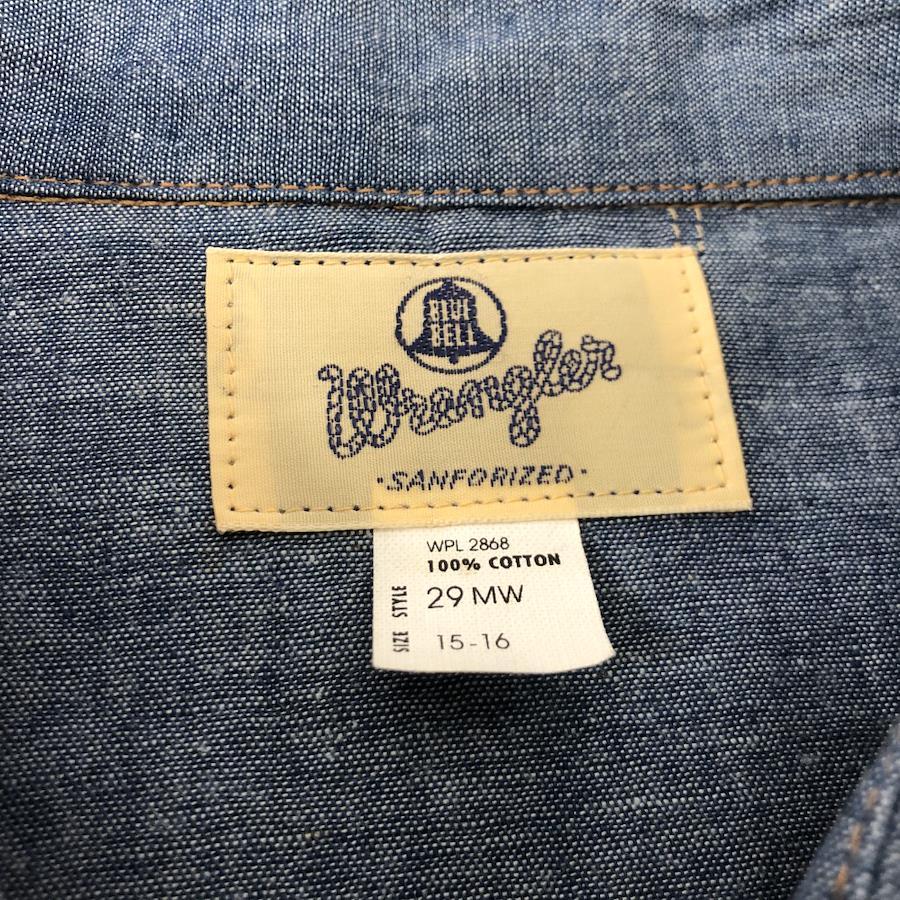 BLUE BELL
Wrangler
·SANFORIZED·
WPL 2868
100% COTTON
STYLE 29 MW
SIZE 15-16